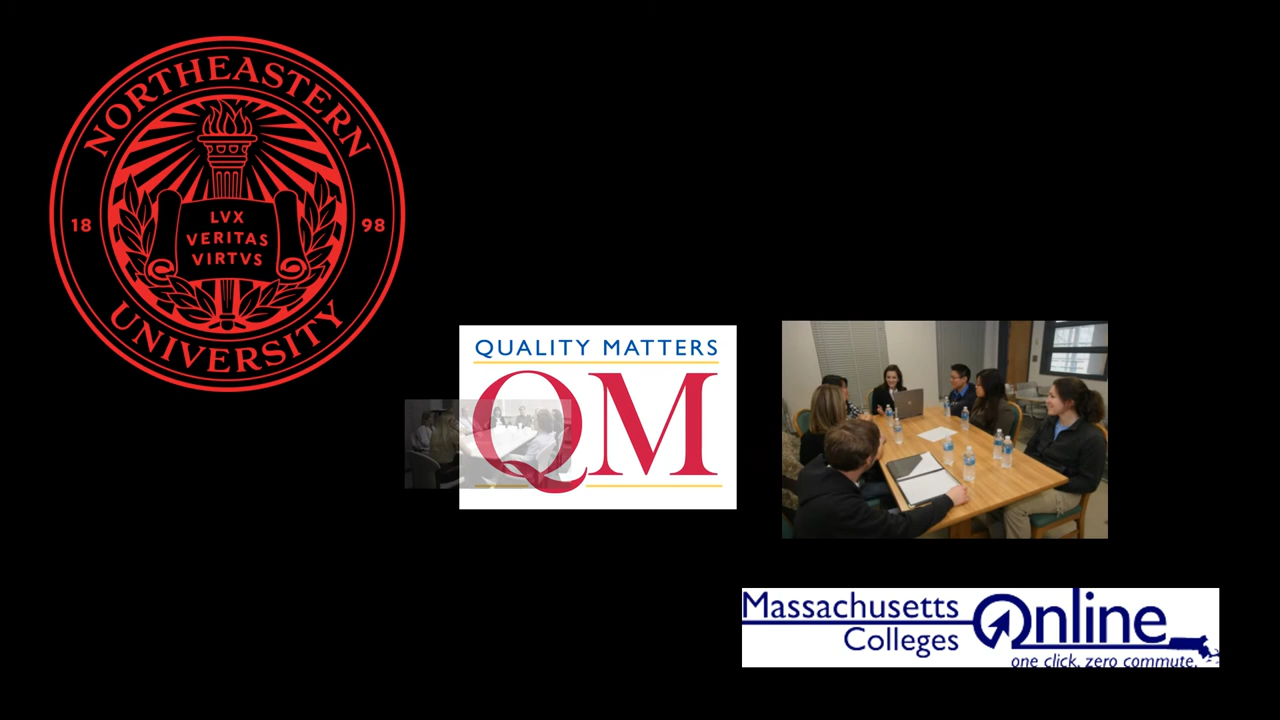 NORTHEASTERN
18 98
LVX
VERITAS
VIRTVS
UNIVERSITY
QUALITY MATTERS
QM
Massachusetts
Colleges
Online
one click. zero commute.